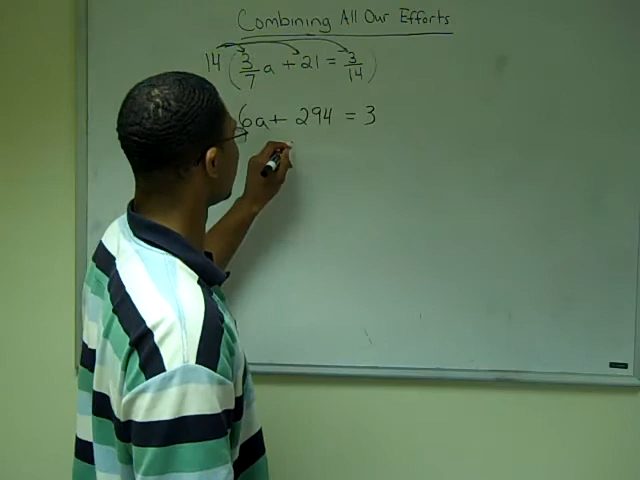 Combining All Our Efforts
14 ( 3/7 a + 21 = 3/14 )
6a + 294 = 3